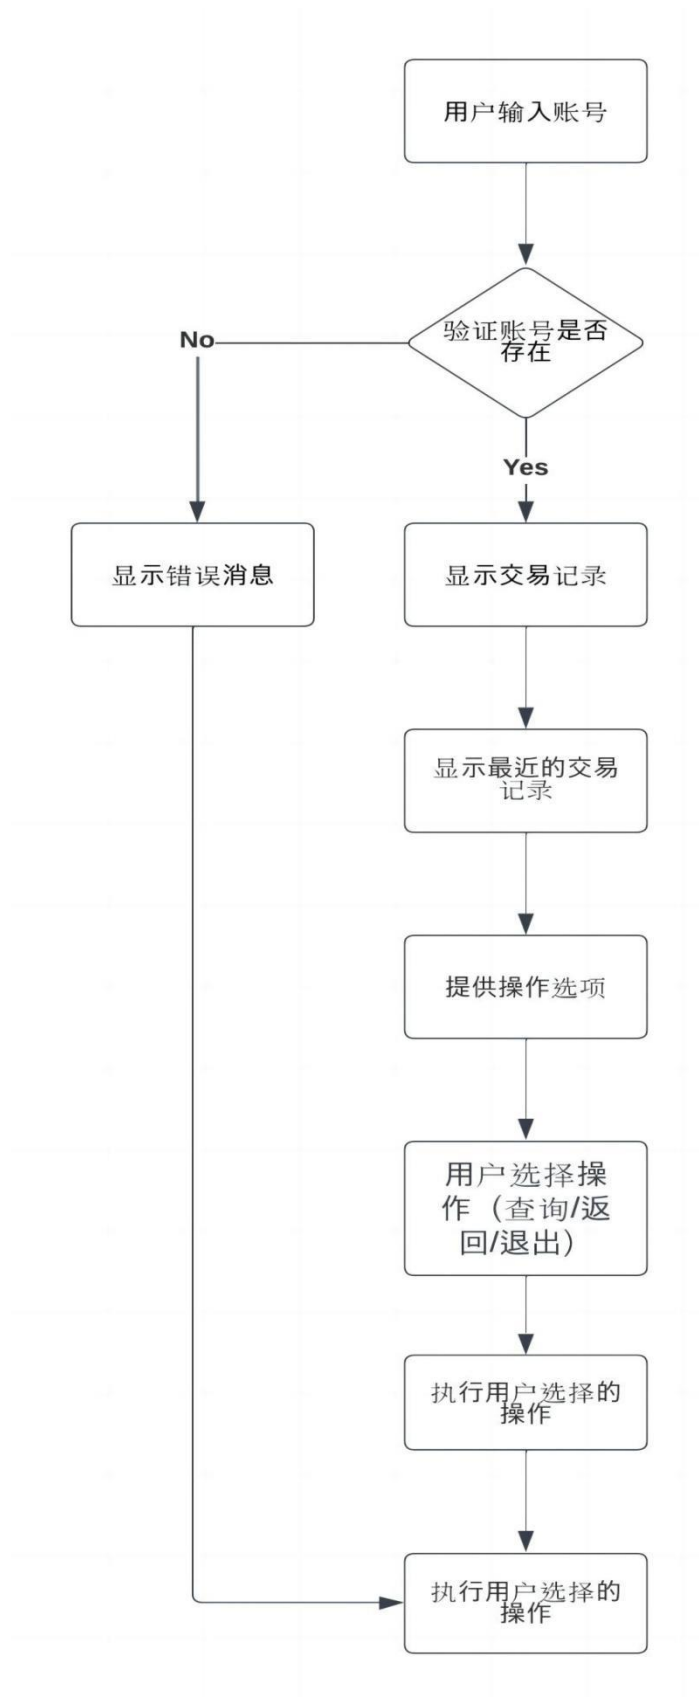 用户输入账号
验证账号是否
存在
No
Yes
显示错误消息
显示交易记录
显示最近的交易
记录
提供操作选项
用户选择操
作（查询/返
回/退出）
执行用户选择的
操作
执行用户选择的
操作